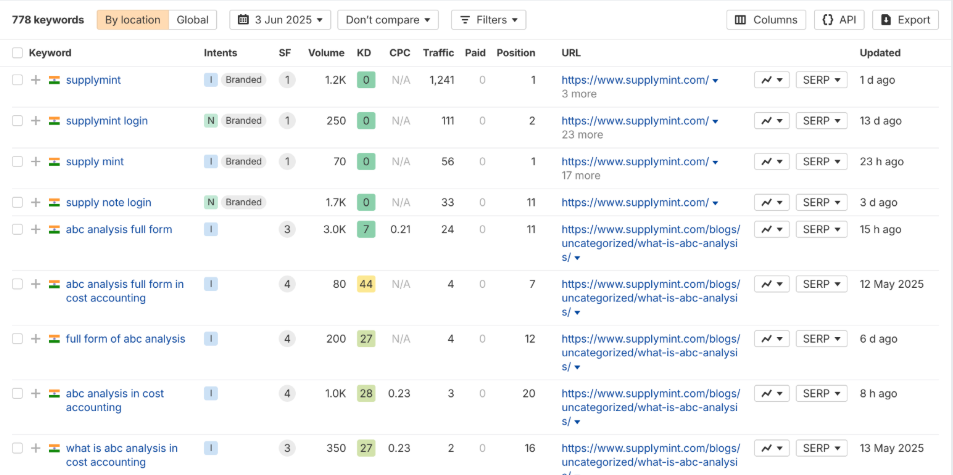 778 keywords By location Global 3 Jun 2025 Don't compare Filters Columns {} API Export
Keyword Intents SF Volume KD CPC Traffic Paid Position URL Updated
supplymint I Branded 1 1.2K 0 N/A 1,241 0 1 https://www.supplymint.com/ SERP 1 d ago
3 more
supplymint login N Branded 1 250 0 N/A 111 0 2 https://www.supplymint.com/ SERP 13 d ago
23 more
supply mint I Branded 1 70 0 N/A 56 0 1 https://www.supplymint.com/ SERP 23 h ago
17 more
supply note login N Branded 1.7K 0 N/A 33 0 11 https://www.supplymint.com/ SERP 3 d ago
abc analysis full form I 3 3.0K 7 0.21 24 0 11 https://www.supplymint.com/blogs/ SERP 15 h ago
uncategorized/what-is-abc-analysi
s/
abc analysis full form in I 4 80 44 N/A 4 0 7 https://www.supplymint.com/blogs/ SERP 12 May 2025
cost accounting uncategorized/what-is-abc-analysi
s/
full form of abc analysis I 4 200 27 N/A 4 0 12 https://www.supplymint.com/blogs/ SERP 6 d ago
uncategorized/what-is-abc-analysi
s/
abc analysis in cost I 4 1.0K 28 0.23 3 0 20 https://www.supplymint.com/blogs/ SERP 8 h ago
accounting uncategorized/what-is-abc-analysi
s/
what is abc analysis in I 3 350 27 0.23 2 0 16 https://www.supplymint.com/blogs/ SERP 13 May 2025
cost accounting uncategorized/what-is-abc-analysi